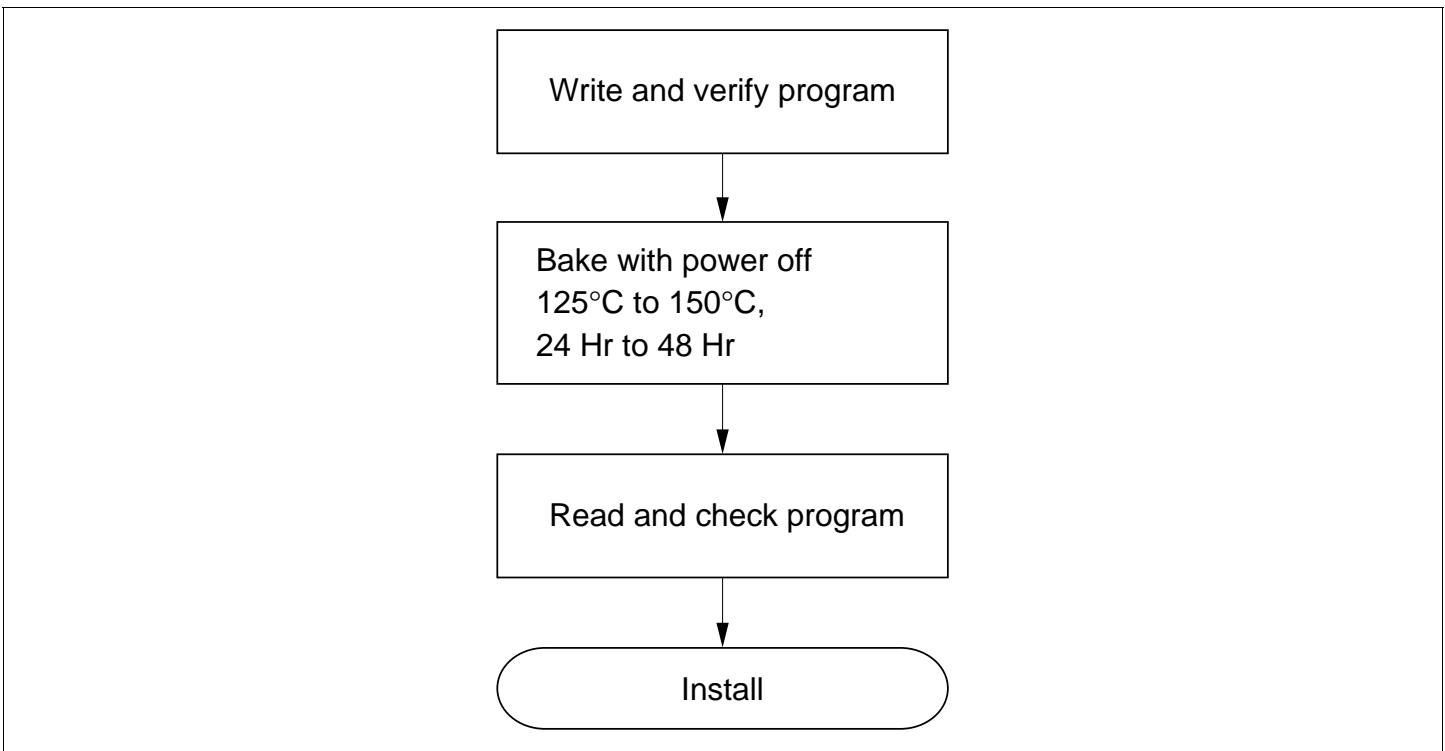 Write and verify program
Bake with power off
125°C to 150°C,
24 Hr to 48 Hr
Read and check program
Install